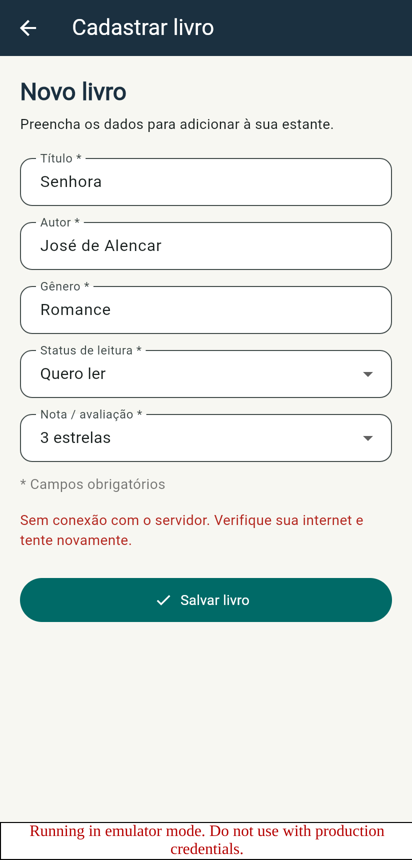 Cadastrar livro
Novo livro
Preencha os dados para adicionar à sua estante.
Título *
Senhora
Autor *
José de Alencar
Gênero *
Romance
Status de leitura *
Quero ler
Nota / avaliação *
3 estrelas
* Campos obrigatórios
Sem conexão com o servidor. Verifique sua internet e
tente novamente.
Salvar livro
Running in emulator mode. Do not use with production
credentials.